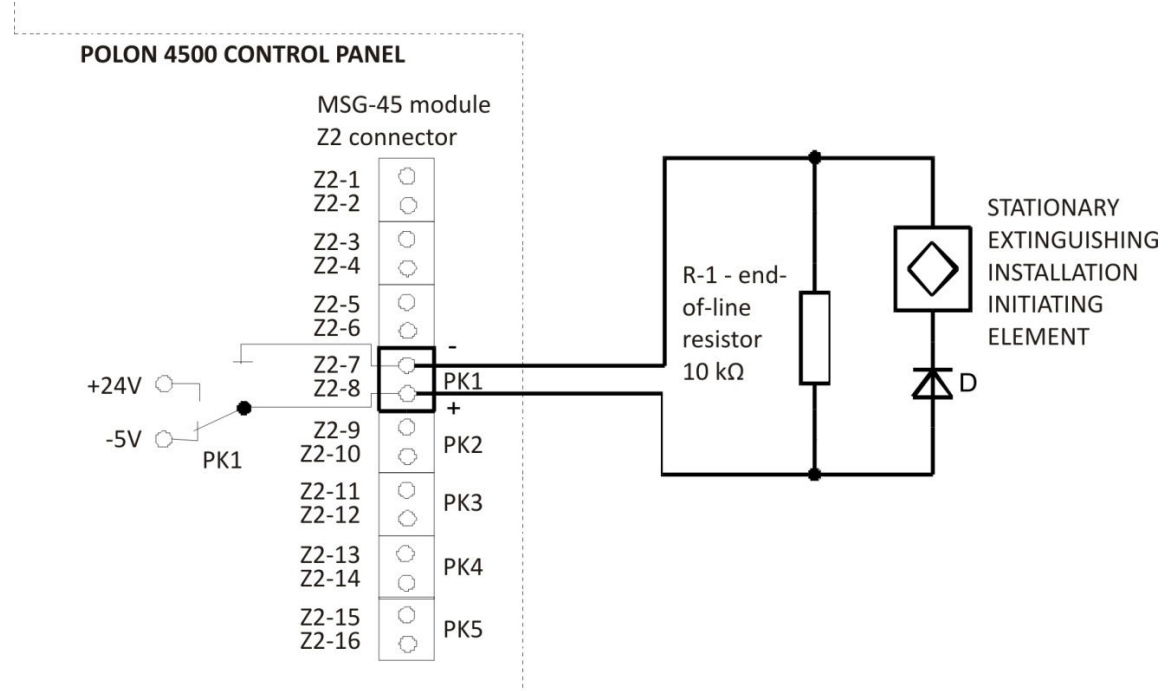 POLON 4500 CONTROL PANEL
MSG-45 module
Z2 connector
Z2-1
Z2-2
Z2-3
Z2-4
Z2-5
Z2-6
Z2-7
Z2-8
Z2-9
Z2-10
Z2-11
Z2-12
Z2-13
Z2-14
Z2-15
Z2-16
-
PK1
+
PK2
PK3
PK4
PK5
+24V
-5V
PK1
R-1 - end-
of-line
resistor
10 kΩ
STATIONARY
EXTINGUISHING
INSTALLATION
INITIATING
ELEMENT
D